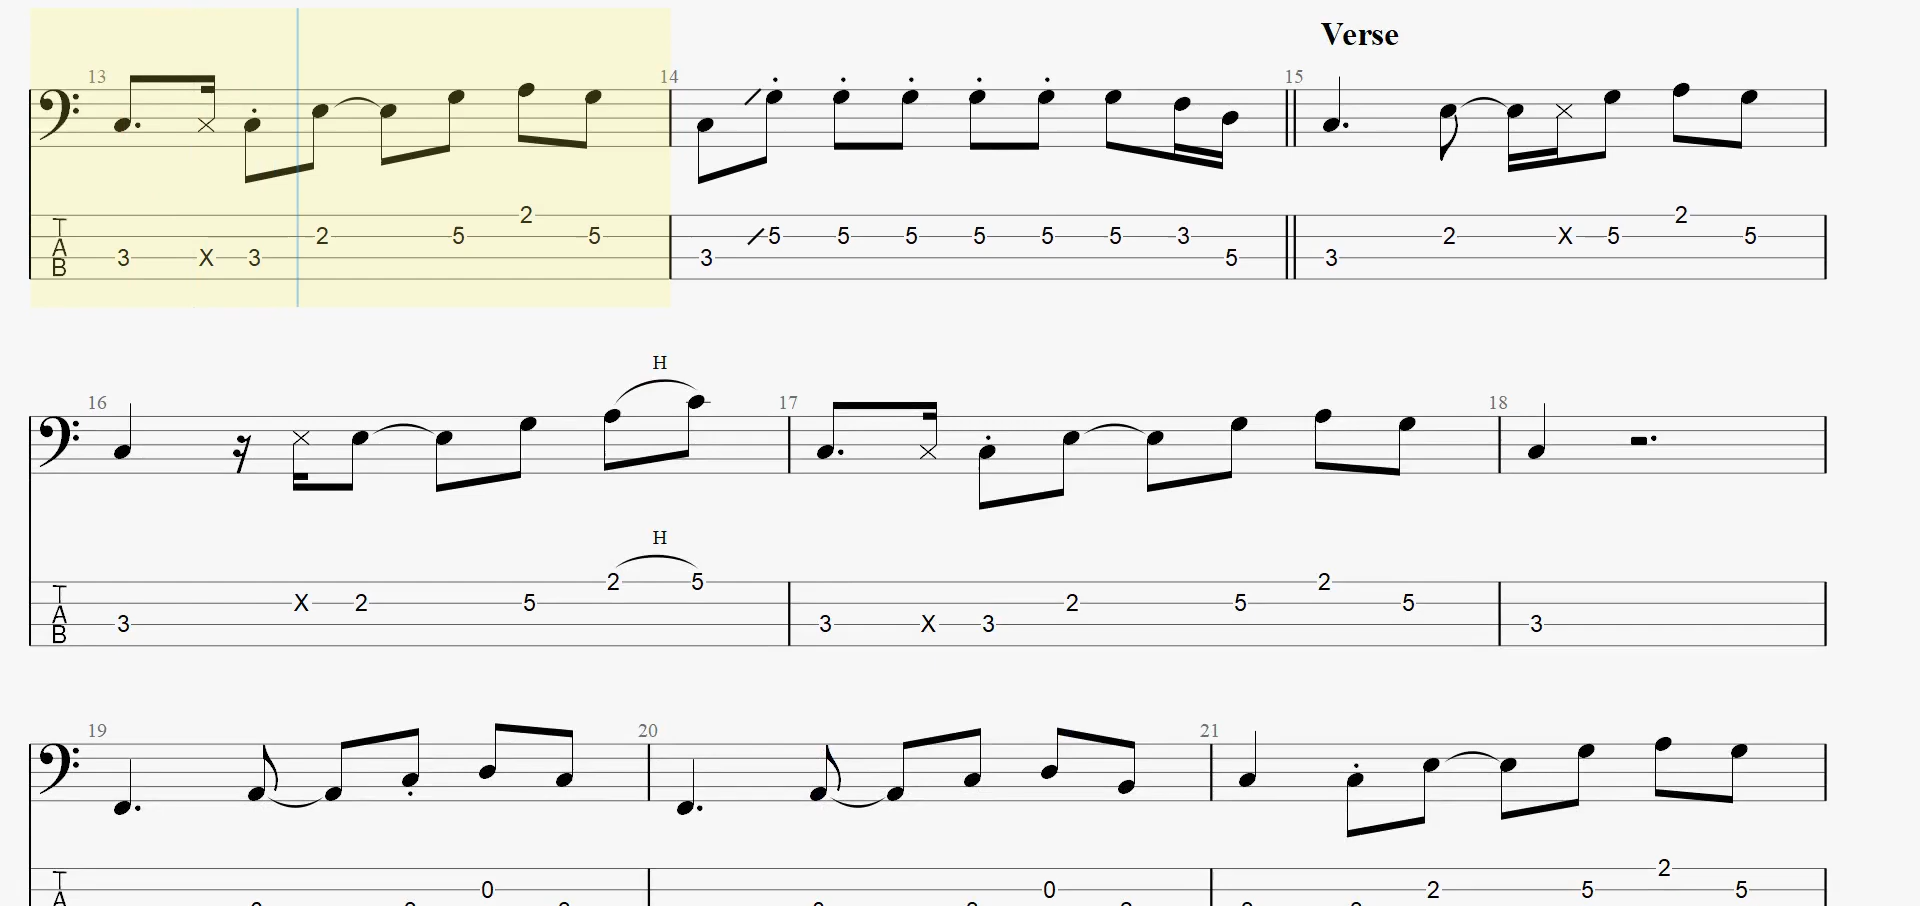 Verse
13 14 15
2 2
T 2 5 5 5 5 5 5 5 5 3 2 X 5 5
A 3 X 3 3 5 3
B
H
16 17 18
H
2 5 2
T X 2 5 2 5 5
A 3 3 X 3 3
B
19 20 21
2
T 0 0 2 5 5